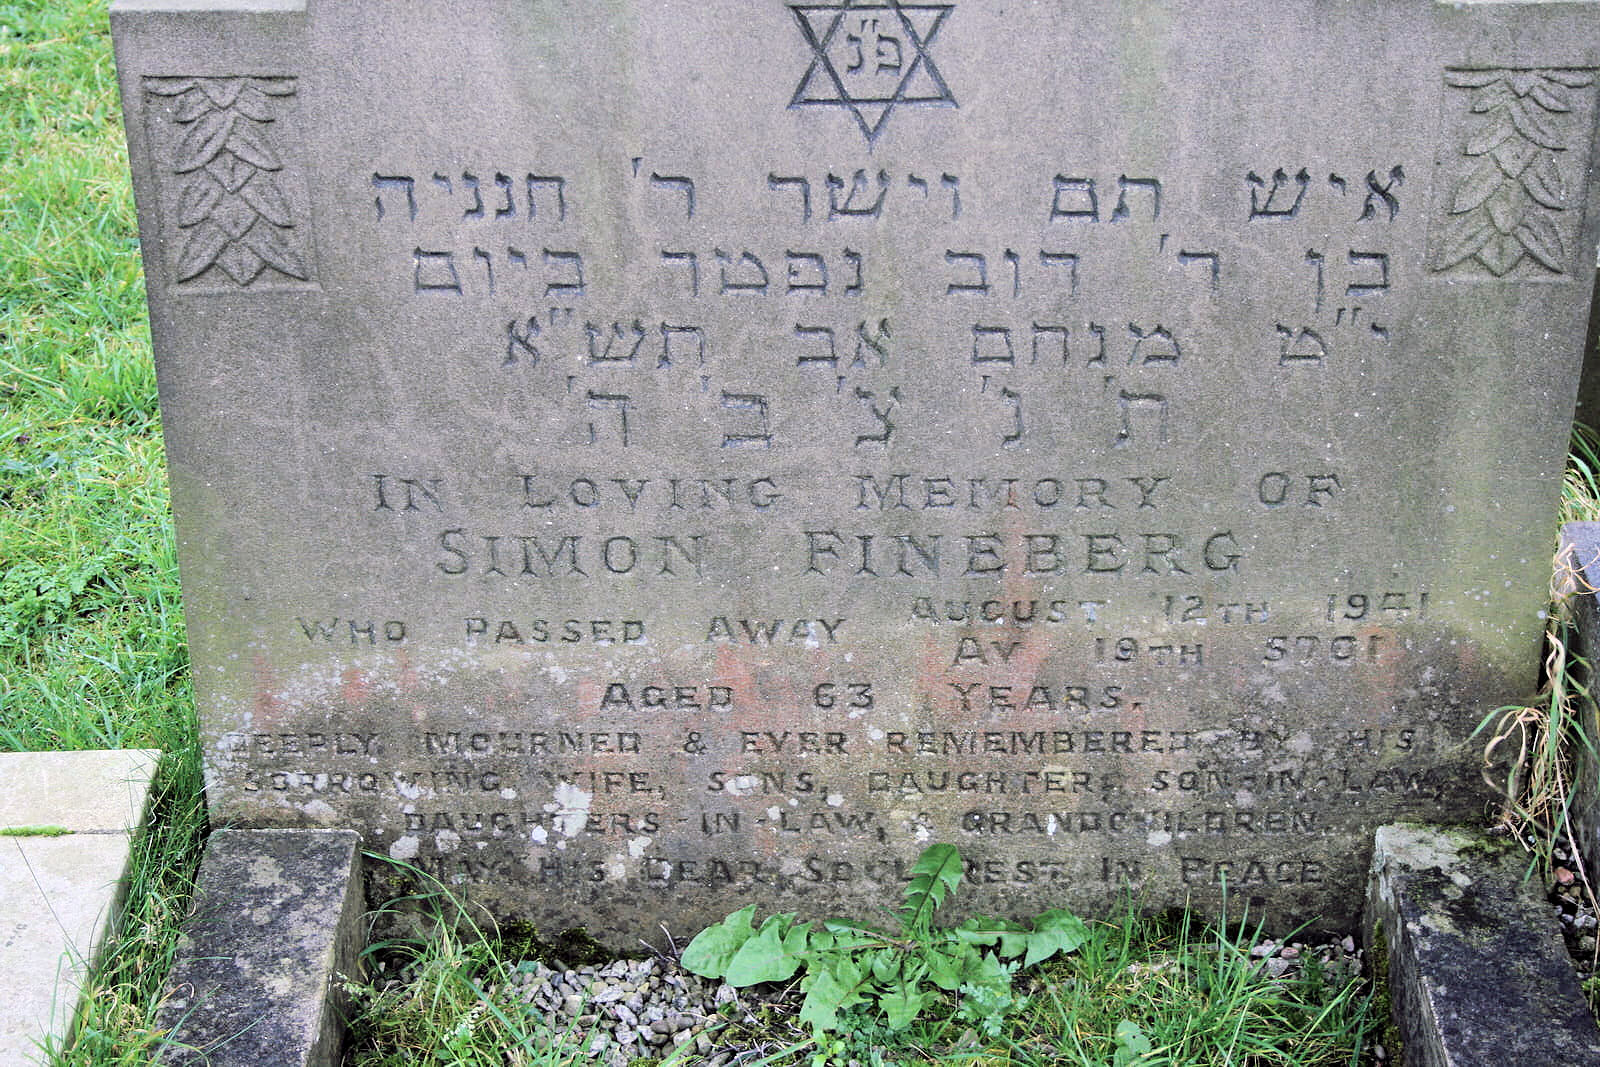 פ"נ
איש תם וישר ר' חנניה
בן ר' דוב נפטר ביום
י"ט מנחם אב תש"א
ת' נ' צ' ב' ה'
IN LOVING MEMORY OF
SIMON FINEBERG
WHO PASSED AWAY AUGUST 12TH 1941
AV 19TH 5701
AGED 63 YEARS.
DEEPLY MOURNED & EVER REMEMBERED BY HIS
SORROWING WIFE, SONS, DAUGHTER, SON-IN-LAW,
DAUGHTERS-IN-LAW, & GRANDCHILDREN.
MAY HIS DEAR SOUL REST IN PEACE